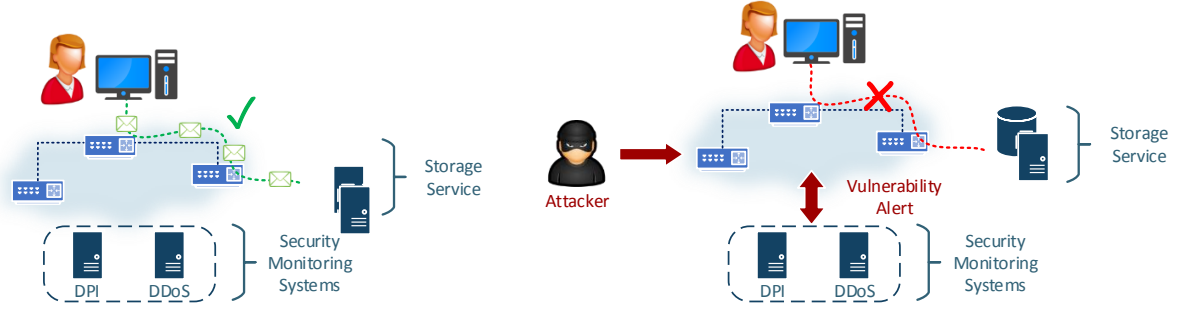 Storage
Service
Security
Monitoring
Systems
DPI
DDoS
Attacker
Vulnerability
Alert
Storage
Service
Security
Monitoring
Systems
DPI
DDoS